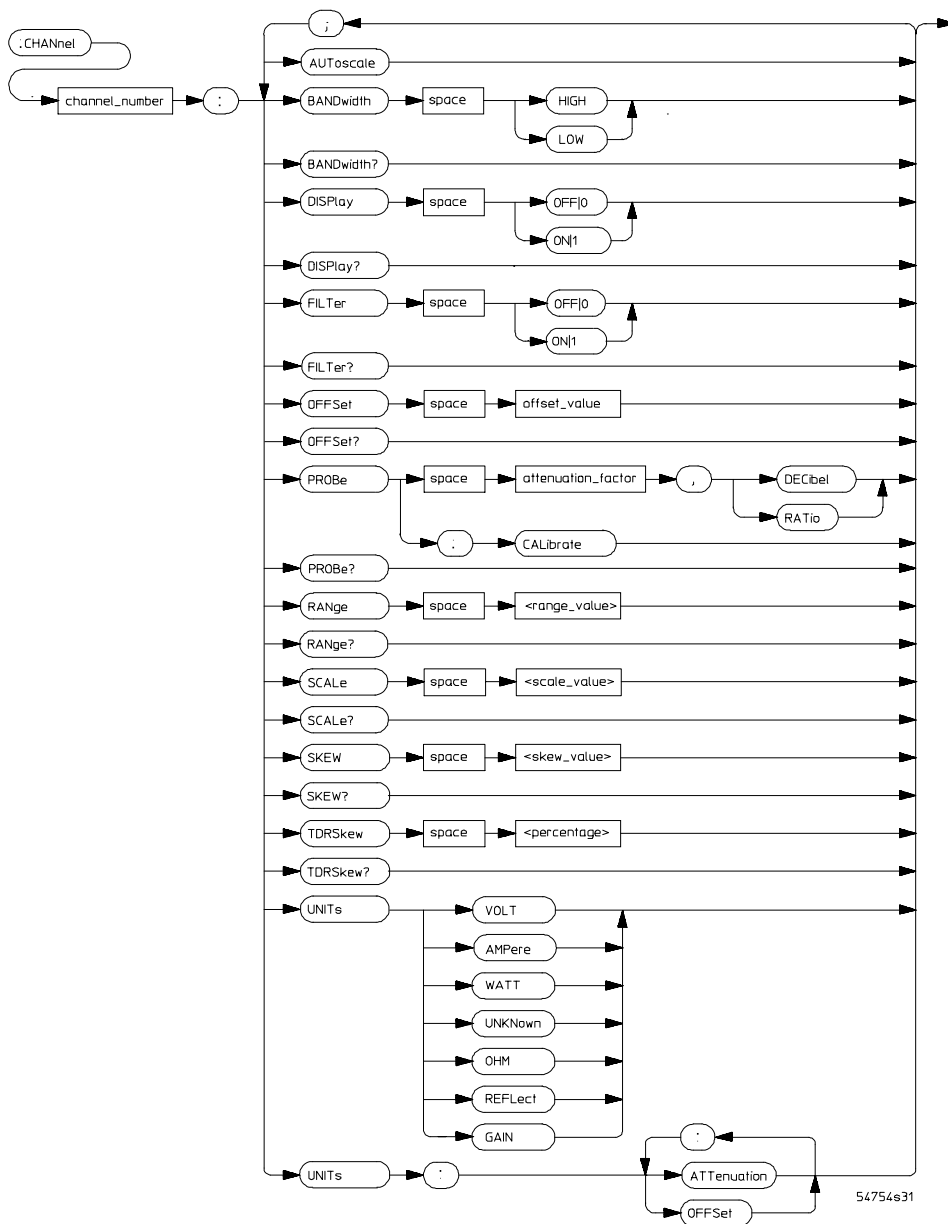 ;
:CHANnel
AUToscale
channel_number :
BANDwidth space HIGH
LOW
BANDwidth?
DISPlay space OFF|0
ON|1
DISPlay?
FILTer space OFF|0
ON|1
FILTer?
OFFSet space offset_value
OFFSet?
PROBe space attenuation_factor , DECibel
RATio
: CALibrate
PROBe?
RANge space <range_value>
RANge?
SCALe space <scale_value>
SCALe?
SKEW space <skew_value>
SKEW?
TDRSkew space <percentage>
TDRSkew?
UNITs VOLT
AMPere
WATT
UNKNown
OHM
REFLect
GAIN
:
UNITs : ATTenuation
OFFSet
54754s31